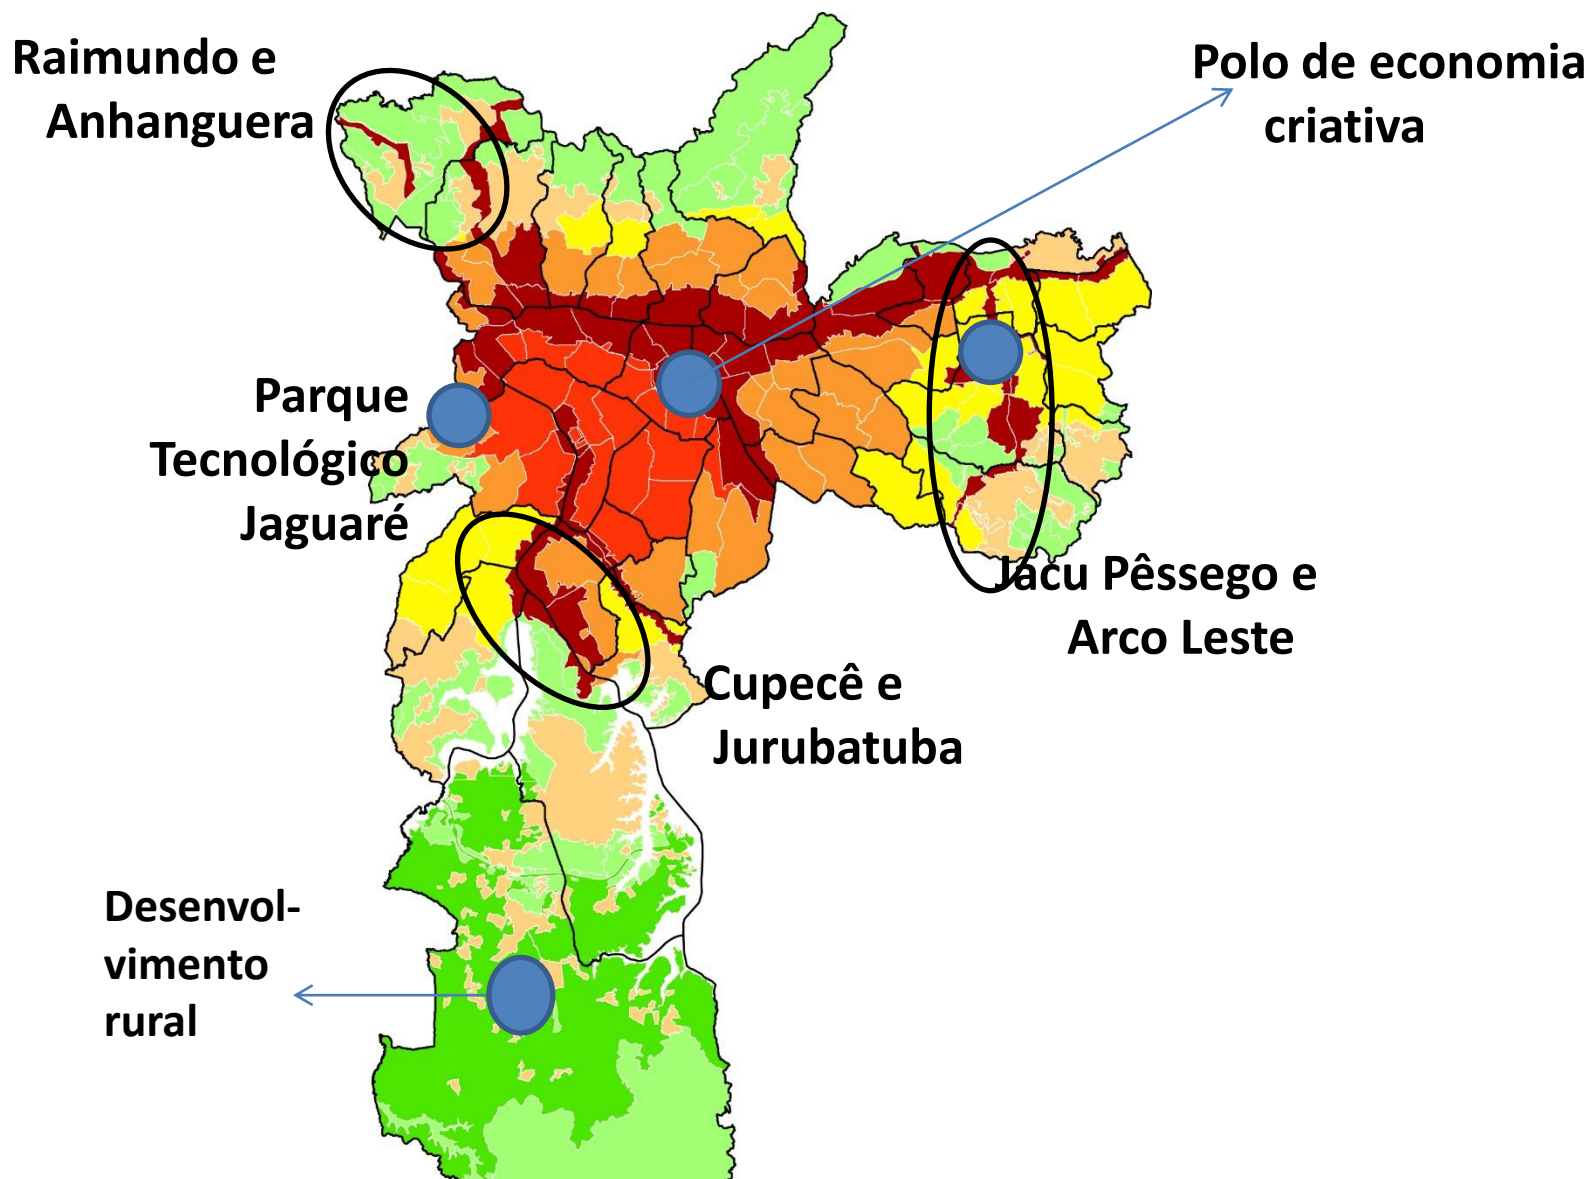 Raimundo e
Anhanguera
Polo de economia
criativa
Parque
Tecnológico
Jaguaré
Jacu Pêssego e
Arco Leste
Cupecê e
Jurubatuba
Desenvol-
vimento
rural